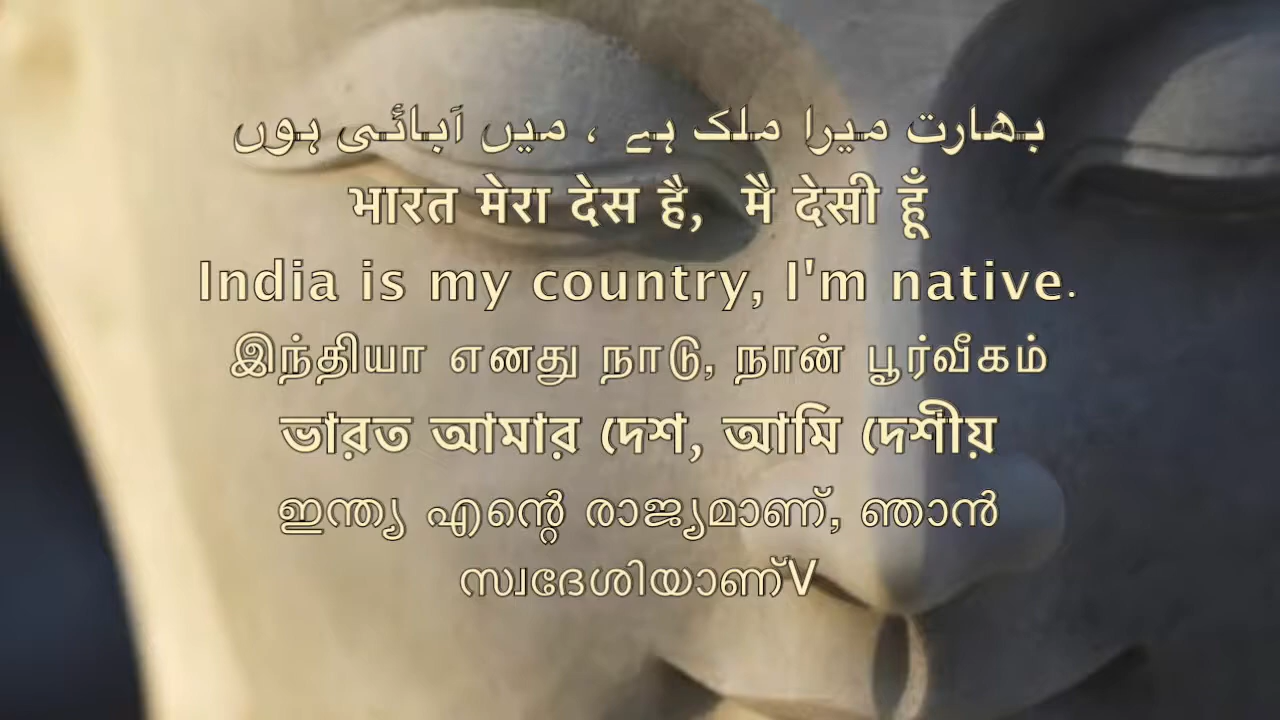 بھارت میرا ملک ہے ، میں آبائی ہوں
भारत मेरा देस है, मै देसी हूँ
India is my country, I'm native.
இந்தியா எனது நாடு, நான் பூர்வீகம்
ভারত আমার দেশ, আমি দেশীয়
ഇന്ത്യ എന്റെ രാജ്യമാണ്, ഞാൻ
സ്വദേശിയാണ്V